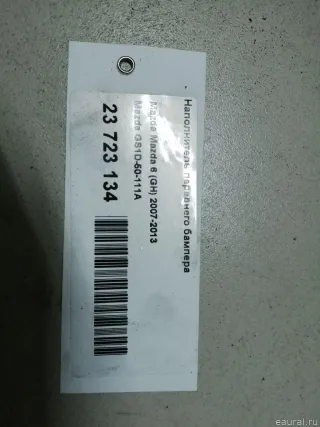 Наполнитель переднего бампера
Mazda Mazda 6 (GH) 2007-2013
Mazda GS1D-50-111A
23 723 134
eaural.ru